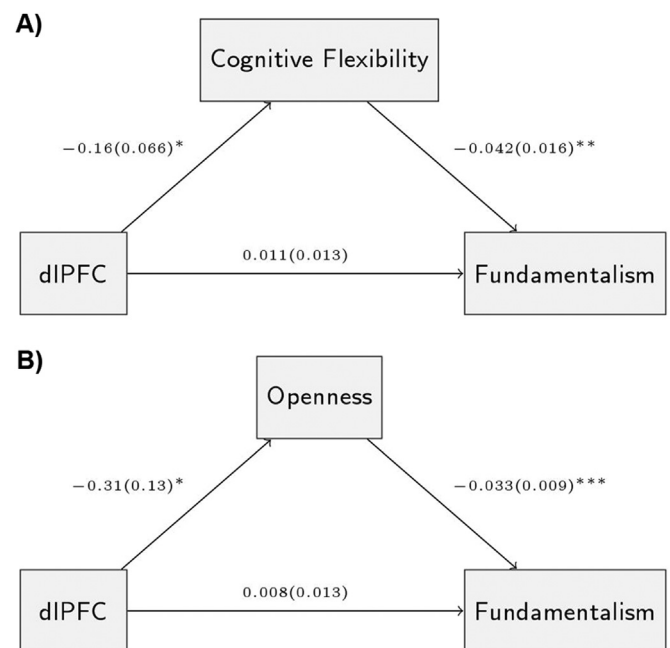 A)
Cognitive Flexibility
−0.16(0.066)*
−0.042(0.016)**
0.011(0.013)
dlPFC
Fundamentalism
B)
Openness
−0.31(0.13)*
−0.033(0.009)***
0.008(0.013)
dlPFC
Fundamentalism